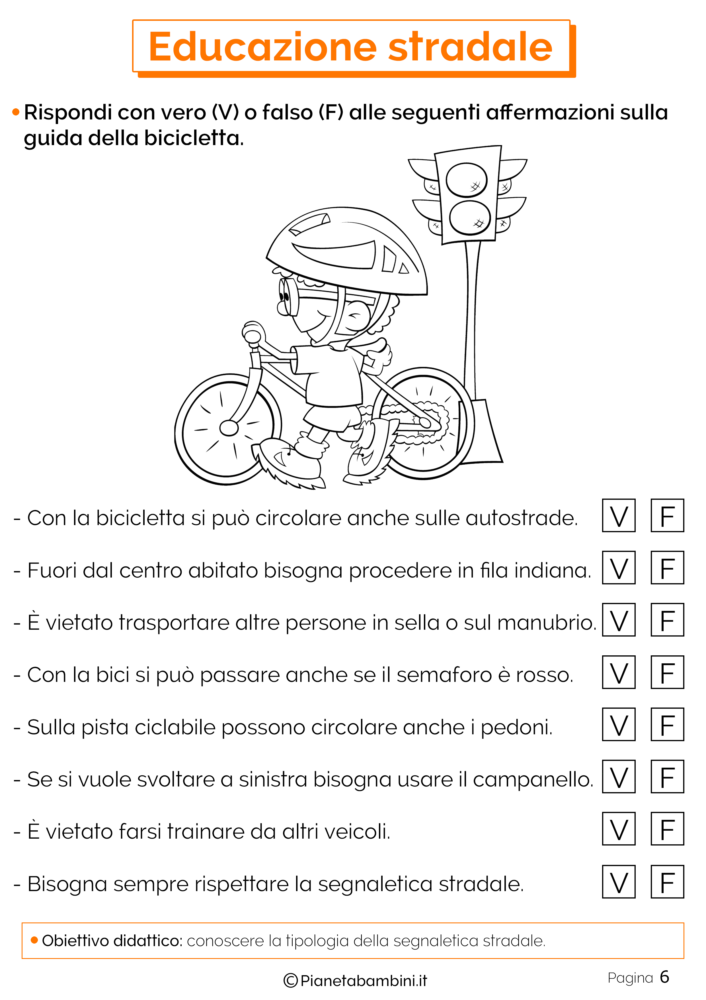 Educazione stradale
• Rispondi con vero (V) o falso (F) alle seguenti affermazioni sulla
guida della bicicletta.
- Con la bicicletta si può circolare anche sulle autostrade. V F
- Fuori dal centro abitato bisogna procedere in fila indiana. V F
- È vietato trasportare altre persone in sella o sul manubrio. V F
- Con la bici si può passare anche se il semaforo è rosso. V F
- Sulla pista ciclabile possono circolare anche i pedoni. V F
- Se si vuole svoltare a sinistra bisogna usare il campanello. V F
- È vietato farsi trainare da altri veicoli. V F
- Bisogna sempre rispettare la segnaletica stradale. V F
• Obiettivo didattico: conoscere la tipologia della segnaletica stradale.
©Pianetabambini.it
Pagina 6